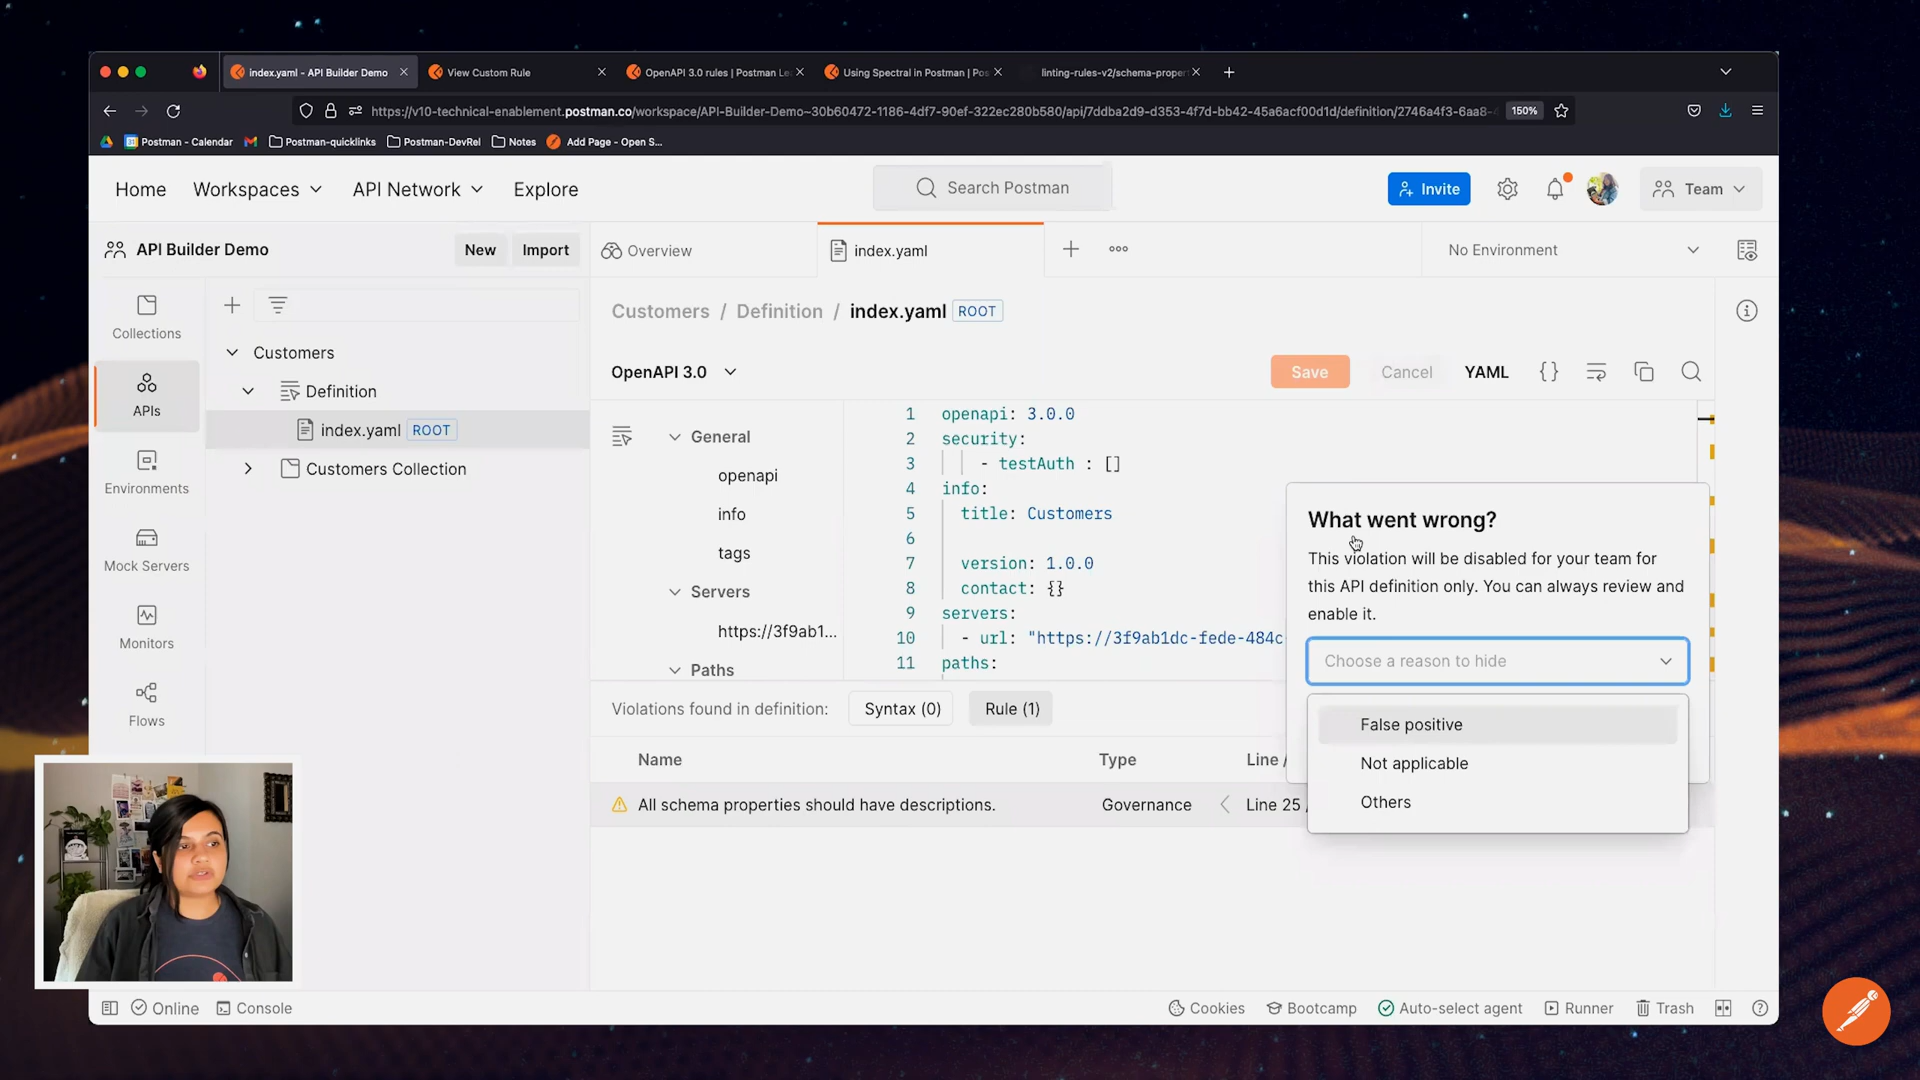 index.yaml - API Builder Demo
View Custom Rule
OpenAPI 3.0 rules | Postman Le
Using Spectral in Postman | Pos
linting-rules-v2/schema-proper
https://v10-technical-enablement.postman.co/workspace/API-Builder-Demo~30b60472-1186-4df7-90ef-322ec280b580/api/7ddba2d9-d353-4f7d-bb42-45a6acf00d1d/definition/2746a4f3-6aa8-
150%
Postman - Calendar
Postman-quicklinks
Postman-DevRel
Notes
Add Page - Open S...
Home
Workspaces
API Network
Explore
Search Postman
Invite
Team
API Builder Demo
New
Import
Overview
index.yaml
No Environment
Collections
APIs
Environments
Mock Servers
Monitors
Flows
Customers
Definition
index.yaml ROOT
Customers Collection
Customers / Definition / index.yaml ROOT
OpenAPI 3.0
Save
Cancel
YAML
General
openapi
info
tags
Servers
https://3f9ab1...
Paths
1 openapi: 3.0.0
2 security:
3 - testAuth : []
4 info:
5 title: Customers
6
7 version: 1.0.0
8 contact: {}
9 servers:
10 - url: "https://3f9ab1dc-fede-484c-
11 paths:
What went wrong?
This violation will be disabled for your team for
this API definition only. You can always review and
enable it.
Choose a reason to hide
False positive
Not applicable
Others
Violations found in definition:
Syntax (0)
Rule (1)
Name
Type
Line /
All schema properties should have descriptions.
Governance
Line 25
Online
Console
Cookies
Bootcamp
Auto-select agent
Runner
Trash